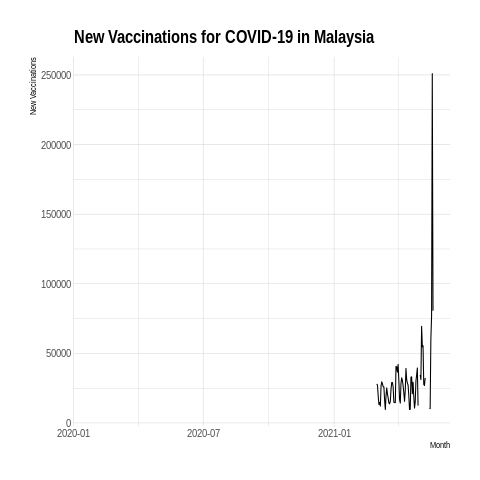 New Vaccinations for COVID-19 in Malaysia
New Vaccinations
250000
200000
150000
100000
50000
0
2020-01 2020-07 2021-01
Month